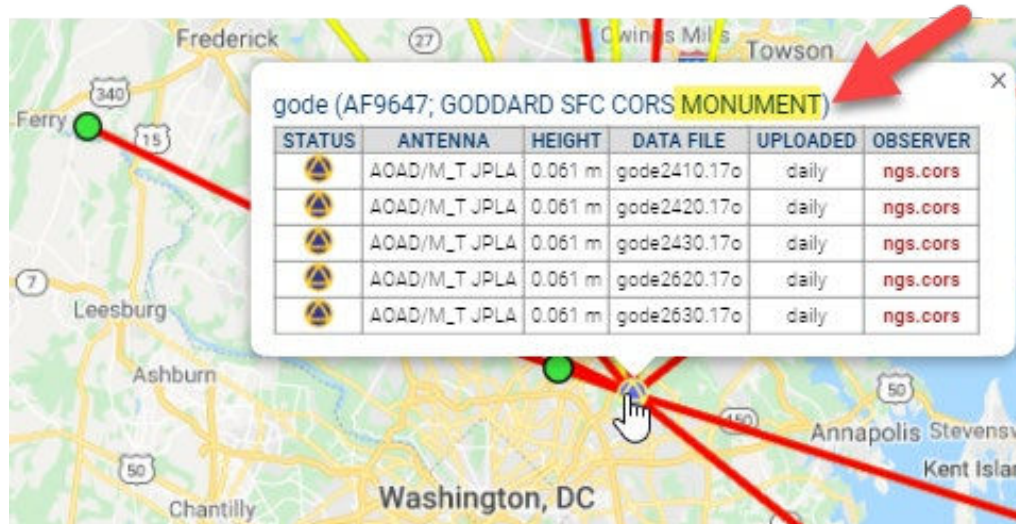 Frederick
27
Owings Mills
Towson
340
Ferry
15
gode (AF9647; GODDARD SFC CORS MONUMENT)
STATUS ANTENNA HEIGHT DATA FILE UPLOADED OBSERVER
AOAD/M_T JPLA 0.061 m gode2410.17o daily ngs.cors
AOAD/M_T JPLA 0.061 m gode2420.17o daily ngs.cors
AOAD/M_T JPLA 0.061 m gode2430.17o daily ngs.cors
AOAD/M_T JPLA 0.061 m gode2620.17o daily ngs.cors
AOAD/M_T JPLA 0.061 m gode2630.17o daily ngs.cors
7
Leesburg
Ashburn
50
450
Annapolis Stevensv
Kent Islan
50
Chantilly
Washington, DC